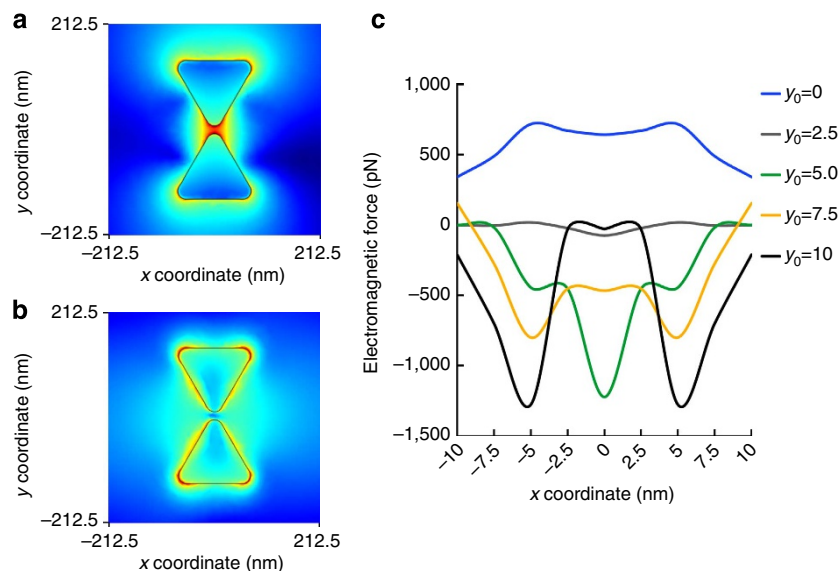 a
212.5
y coordinate (nm)
−212.5
−212.5
212.5
x coordinate (nm)
b
212.5
y coordinate (nm)
−212.5
−212.5
212.5
x coordinate (nm)
c
1,000
500
0
−500
−1,000
−1,500
Electromagnetic force (pN)
−10
−7.5
−5
−2.5
0
2.5
5
7.5
10
x coordinate (nm)
y0=0
y0=2.5
y0=5.0
y0=7.5
y0=10